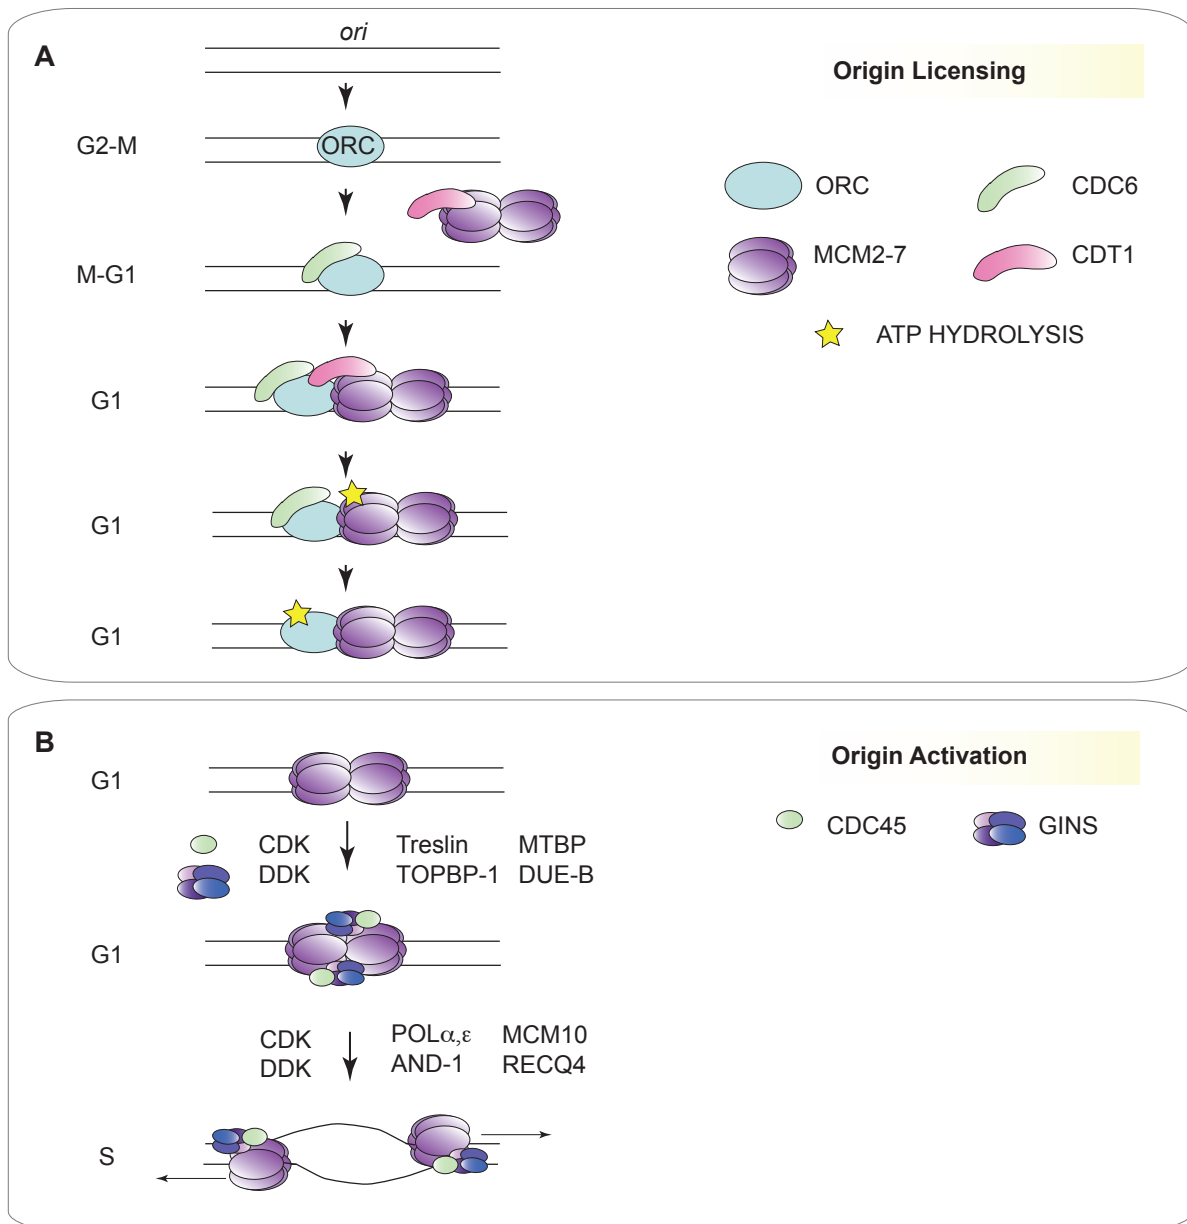 A
ori
Origin Licensing
G2-M
ORC
ORC
CDC6
M-G1
MCM2-7
CDT1
ATP HYDROLYSIS
G1
G1
G1
B
Origin Activation
G1
CDC45
GINS
CDK Treslin MTBP
DDK TOPBP-1 DUE-B
G1
CDK POLα,ε MCM10
DDK AND-1 RECQ4
S